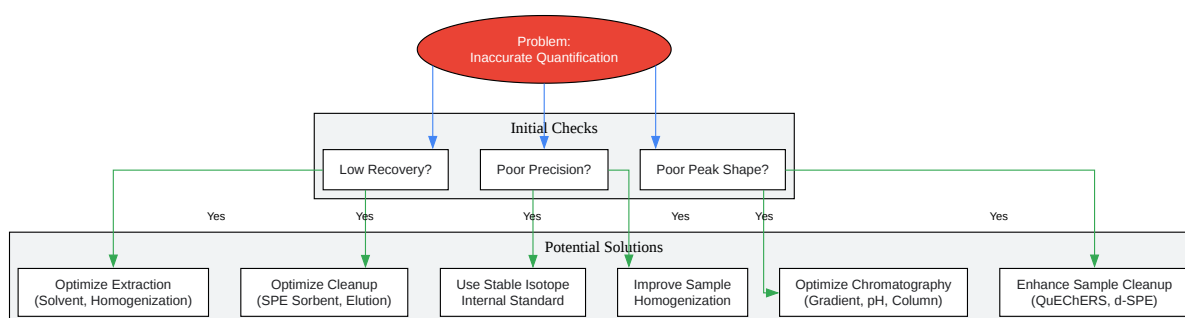 Problem:
Inaccurate Quantification
Initial Checks
Low Recovery?
Poor Precision?
Poor Peak Shape?
Yes
Yes
Yes
Yes
Yes
Yes
Potential Solutions
Optimize Extraction
(Solvent, Homogenization)
Optimize Cleanup
(SPE Sorbent, Elution)
Use Stable Isotope
Internal Standard
Improve Sample
Homogenization
Optimize Chromatography
(Gradient, pH, Column)
Enhance Sample Cleanup
(QuEChERS, d-SPE)